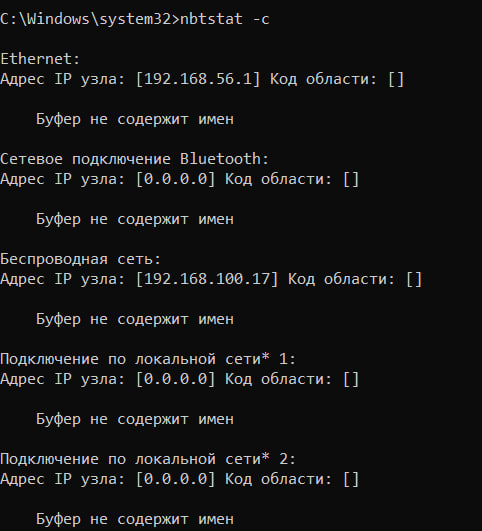 C:\Windows\system32>nbtstat -c
Ethernet:
Адрес IP узла: [192.168.56.1] Код области: []
Буфер не содержит имен
Сетевое подключение Bluetooth:
Адрес IP узла: [0.0.0.0] Код области: []
Буфер не содержит имен
Беспроводная сеть:
Адрес IP узла: [192.168.100.17] Код области: []
Буфер не содержит имен
Подключение по локальной сети* 1:
Адрес IP узла: [0.0.0.0] Код области: []
Буфер не содержит имен
Подключение по локальной сети* 2:
Адрес IP узла: [0.0.0.0] Код области: []
Буфер не содержит имен